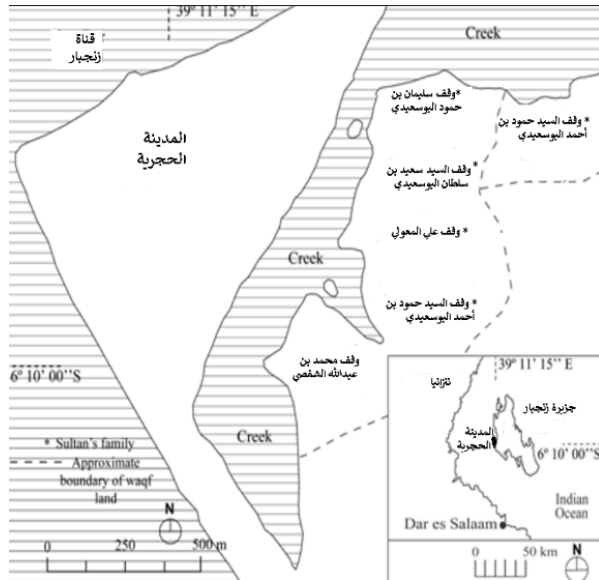 39° 11' 15'' E
قناة
زنجبار
Creek
المدينة
الحجرية
*وقف سليمان بن
حمود البوسعيدي
* وقف السيد حمود بن
أحمد البوسعيدي
*وقف السيد سعيد بن
سلطان البوسعيدي
* وقف علي المعولي
Creek
* وقف السيد حمود بن
أحمد البوسعيدي
وقف محمد بن
عبدالله الشقصي
6° 10' 00''S
Creek
* Sultan's family
Approximate
boundary of waqf
land
N
0 250 500 m
39° 11' 15'' E
تنزانيا
جزيرة زنجبار
المدينة
الحجرية
6° 10' 00''S
Indian
Ocean
Dar es Salaam
0 50 km
N